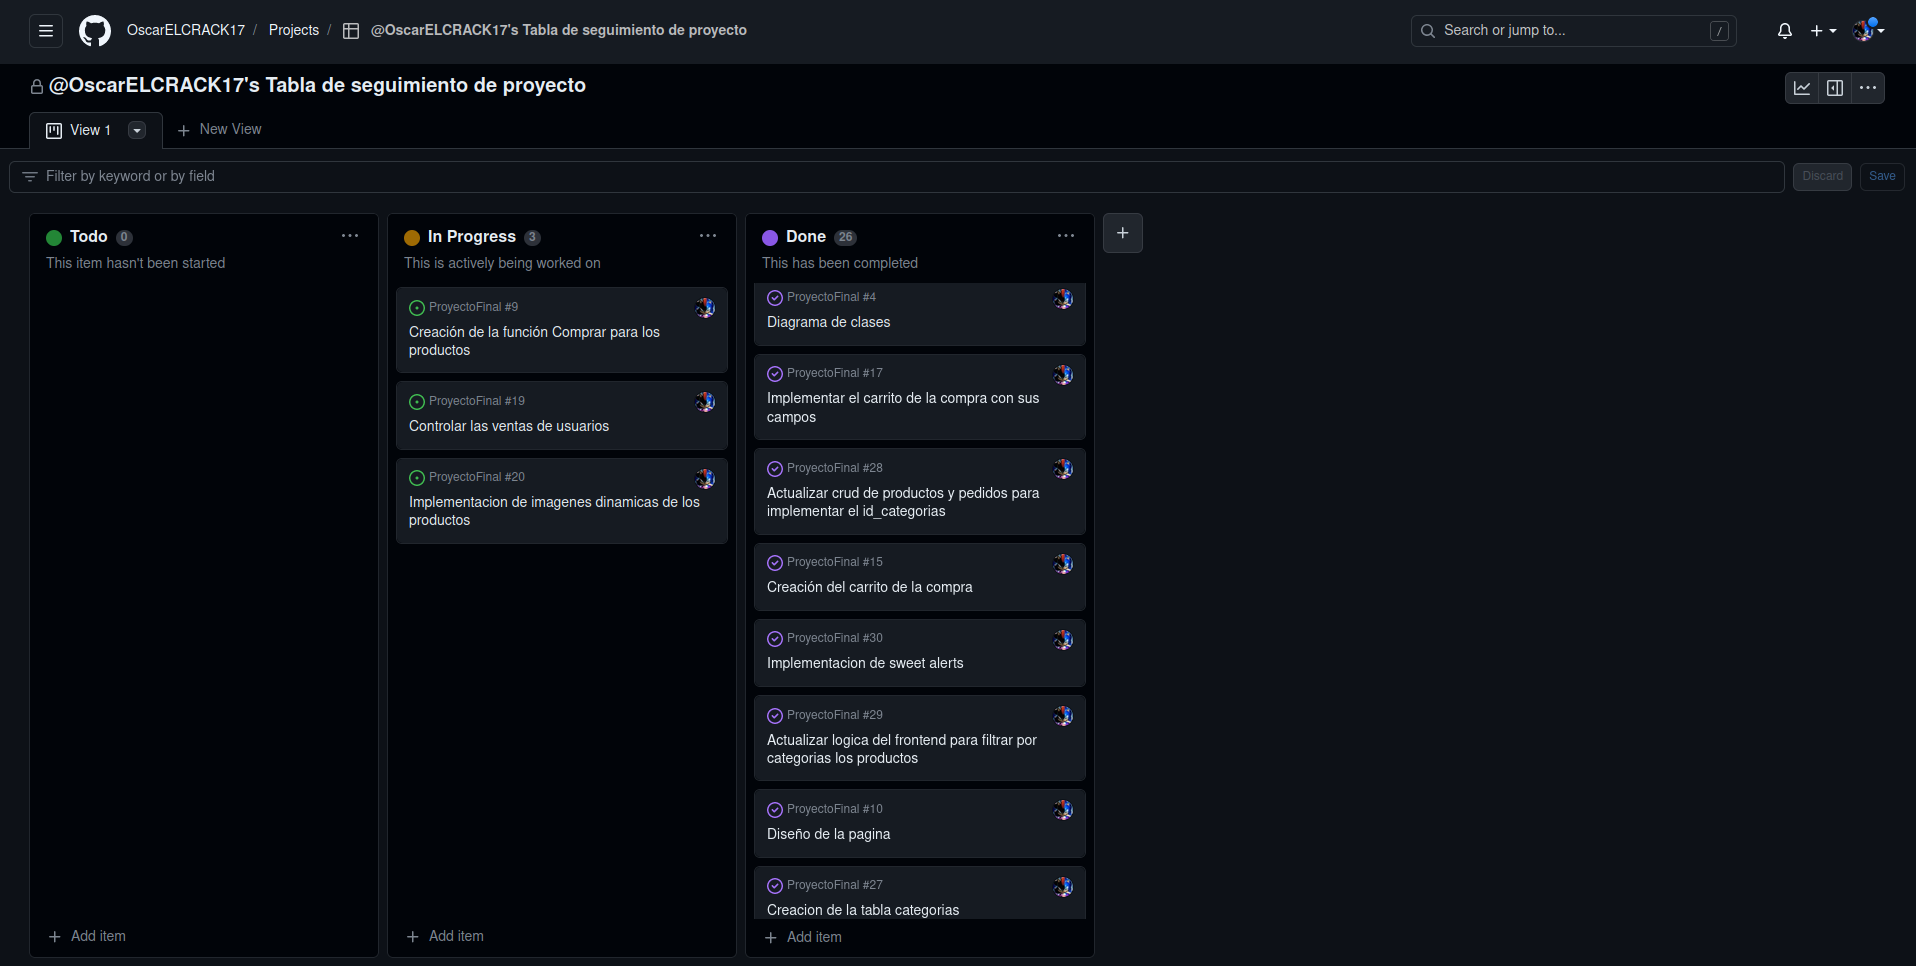 OscarELCRACK17 / Projects / @OscarELCRACK17's Tabla de seguimiento de proyecto
Search or jump to... /
@OscarELCRACK17's Tabla de seguimiento de proyecto
View 1
New View
Filter by keyword or by field
Discard
Save
Todo 0
This item hasn't been started
Add item
In Progress 3
This is actively being worked on
ProyectoFinal #9
Creación de la función Comprar para los
productos
ProyectoFinal #19
Controlar las ventas de usuarios
ProyectoFinal #20
Implementacion de imagenes dinamicas de los
productos
Add item
Done 26
This has been completed
ProyectoFinal #4
Diagrama de clases
ProyectoFinal #17
Implementar el carrito de la compra con sus
campos
ProyectoFinal #28
Actualizar crud de productos y pedidos para
implementar el id_categorias
ProyectoFinal #15
Creación del carrito de la compra
ProyectoFinal #30
Implementacion de sweet alerts
ProyectoFinal #29
Actualizar logica del frontend para filtrar por
categorias los productos
ProyectoFinal #10
Diseño de la pagina
ProyectoFinal #27
Creacion de la tabla categorias
Add item